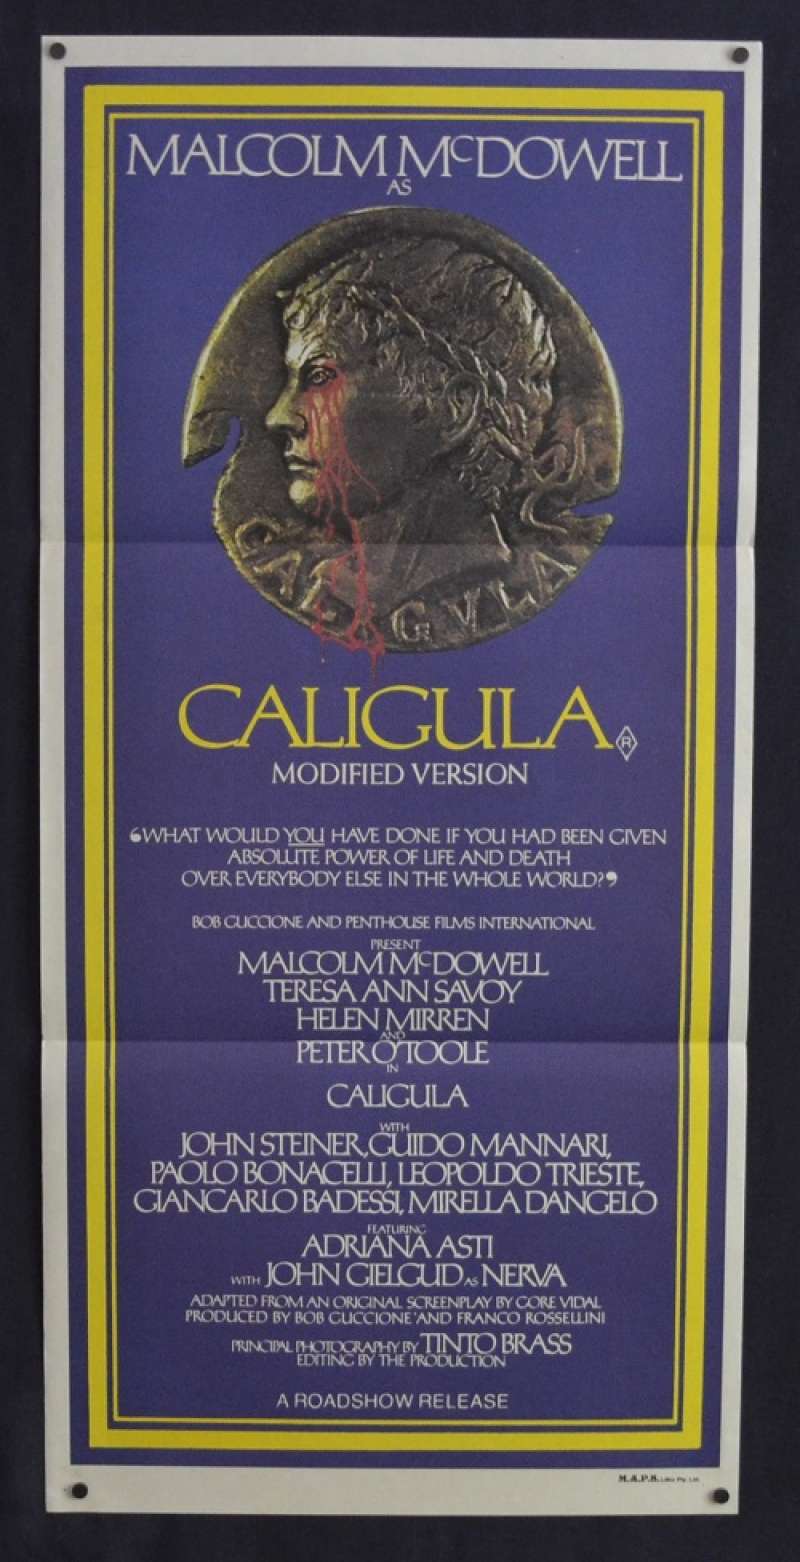 MALCOLM McDOWELL
AS
GAI GVLA
CALIGULA R
MODIFIED VERSION
“WHAT WOULD YOU HAVE DONE IF YOU HAD BEEN GIVEN
ABSOLUTE POWER OF LIFE AND DEATH
OVER EVERYBODY ELSE IN THE WHOLE WORLD?”
BOB GUCCIONE AND PENTHOUSE FILMS INTERNATIONAL
PRESENT
MALCOLM McDOWELL
TERESA ANN SAVOY
HELEN MIRREN
AND
PETER O'TOOLE
IN
CALIGULA
WITH
JOHN STEINER, GUIDO MANNARI,
PAOLO BONACELLI, LEOPOLDO TRIESTE,
GIANCARLO BADESSI, MIRELLA DANGELO
FEATURING
ADRIANA ASTI
WITH JOHN GIELGUD AS NERVA
ADAPTED FROM AN ORIGINAL SCREENPLAY BY GORE VIDAL
PRODUCED BY BOB GUCCIONE AND FRANCO ROSSELLINI
PRINCIPAL PHOTOGRAPHY BY TINTO BRASS
EDITING BY THE PRODUCTION
A ROADSHOW RELEASE
M.A.P.S. Litho Pty. Ltd.